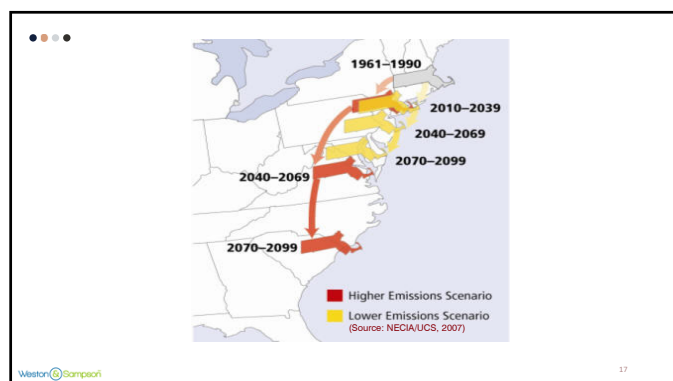 1961–1990
2010–2039
2040–2069
2070–2099
2040–2069
2070–2099
Higher Emissions Scenario
Lower Emissions Scenario
(Source: NECIA/UCS, 2007)
Weston & Sampson
17